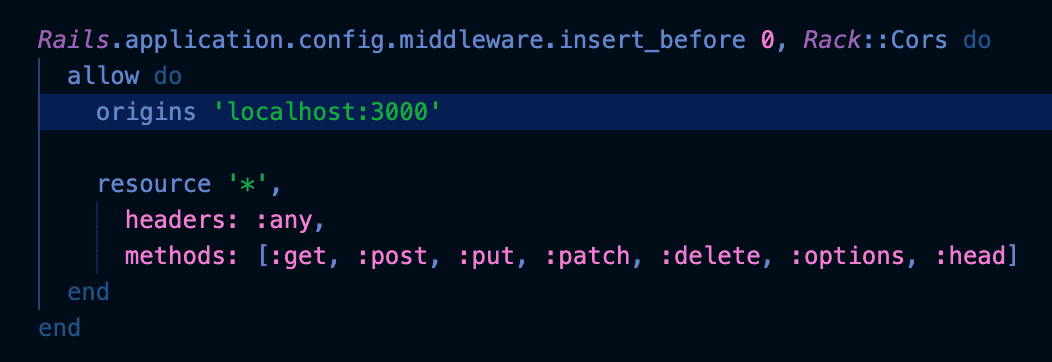 Rails.application.config.middleware.insert_before 0, Rack::Cors do
  allow do
    origins 'localhost:3000'

    resource '*',
      headers: :any,
      methods: [:get, :post, :put, :patch, :delete, :options, :head]
  end
end